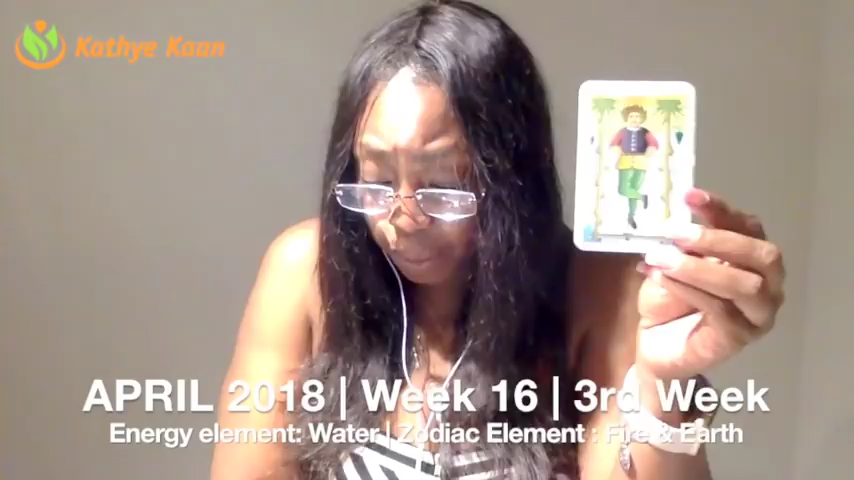 Kathye Kaan
APRIL 2018 | Week 16 | 3rd Week
Energy element: Water | Zodiac Element : Fire & Earth